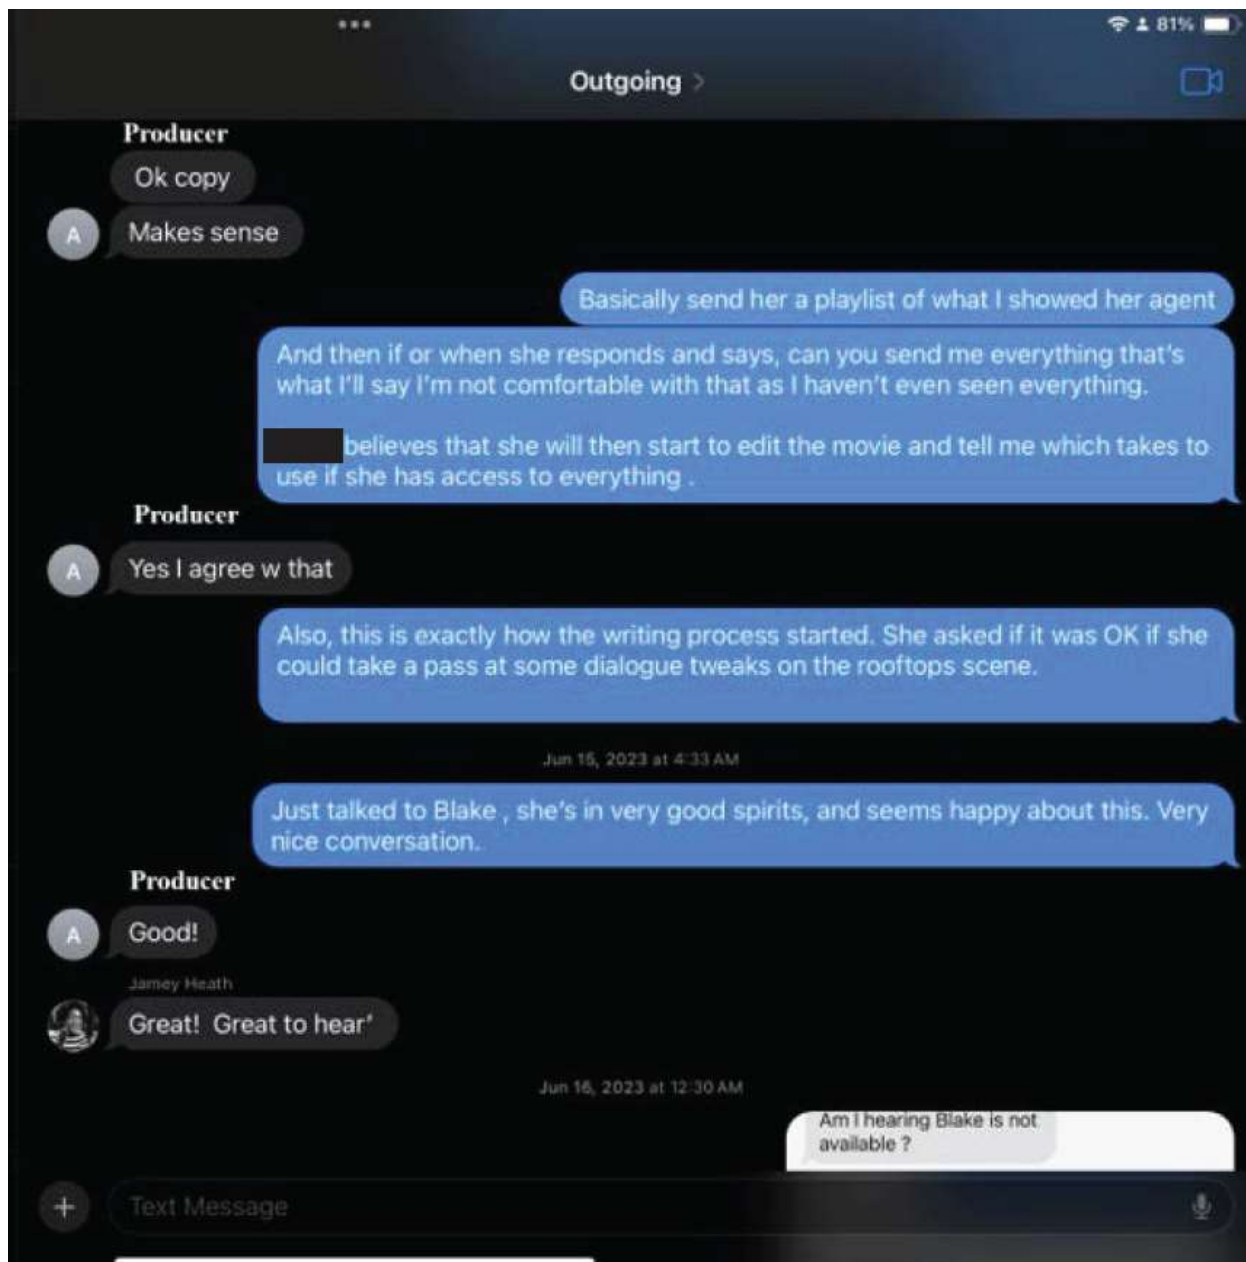 81%
Outgoing >
Producer
Ok copy
A
Makes sense
Basically send her a playlist of what I showed her agent
And then if or when she responds and says, can you send me everything that's
what I'll say I'm not comfortable with that as I haven't even seen everything.
believes that she will then start to edit the movie and tell me which takes to
use if she has access to everything .
Producer
A
Yes I agree w that
Also, this is exactly how the writing process started. She asked if it was OK if she
could take a pass at some dialogue tweaks on the rooftops scene.
Jun 15, 2023 at 4:33 AM
Just talked to Blake , she's in very good spirits, and seems happy about this. Very
nice conversation.
Producer
A
Good!
Jamey Heath
Great! Great to hear'
Jun 16, 2023 at 12:30 AM
Am I hearing Blake is not
available ?
Text Message